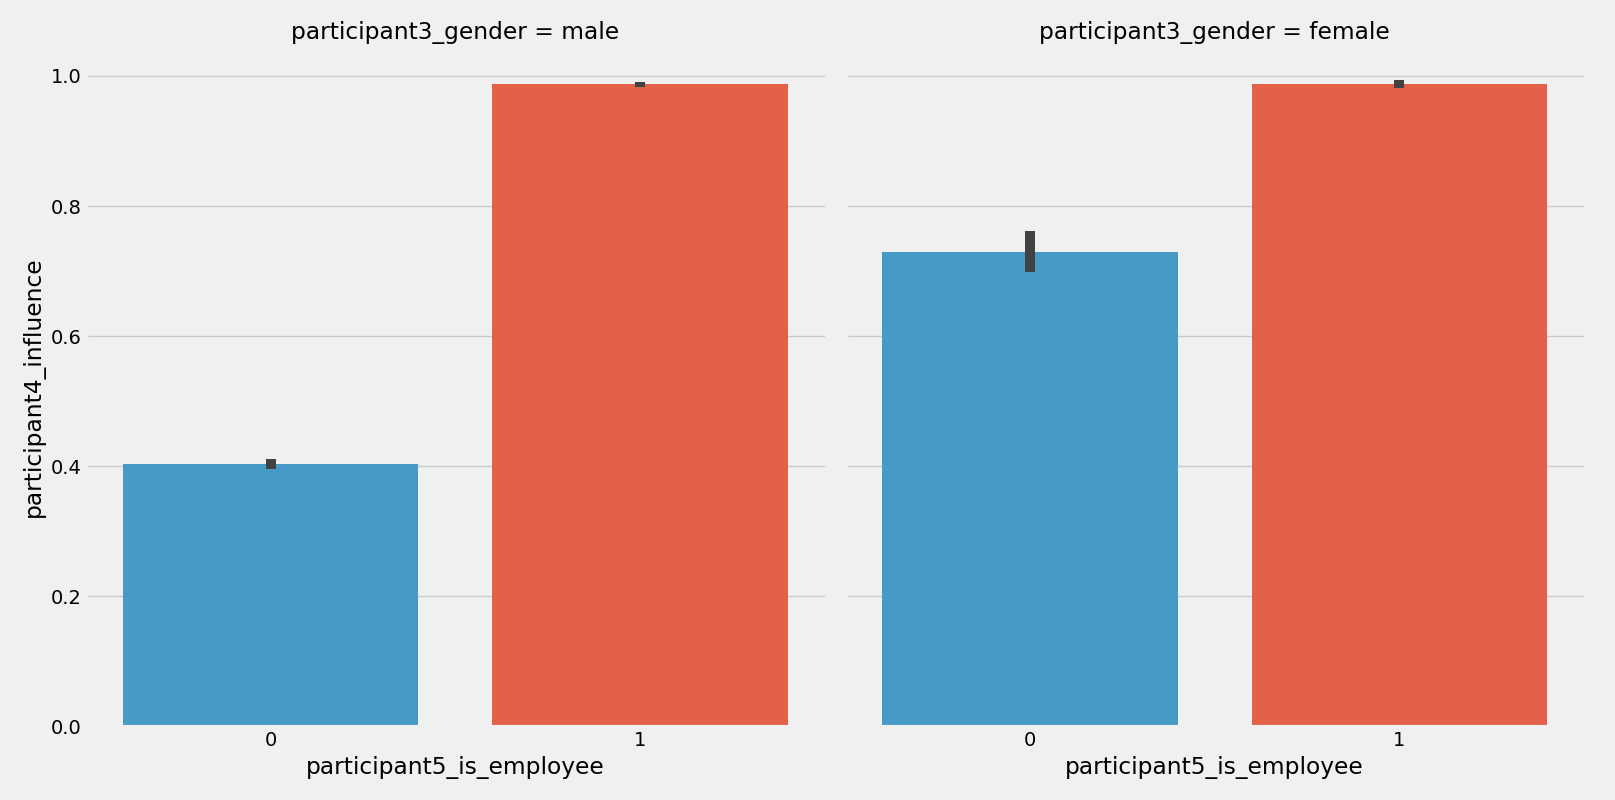 participant3_gender = male
participant3_gender = female
participant4_influence
1.0
0.8
0.6
0.4
0.2
0.0
0
1
0
1
participant5_is_employee
participant5_is_employee